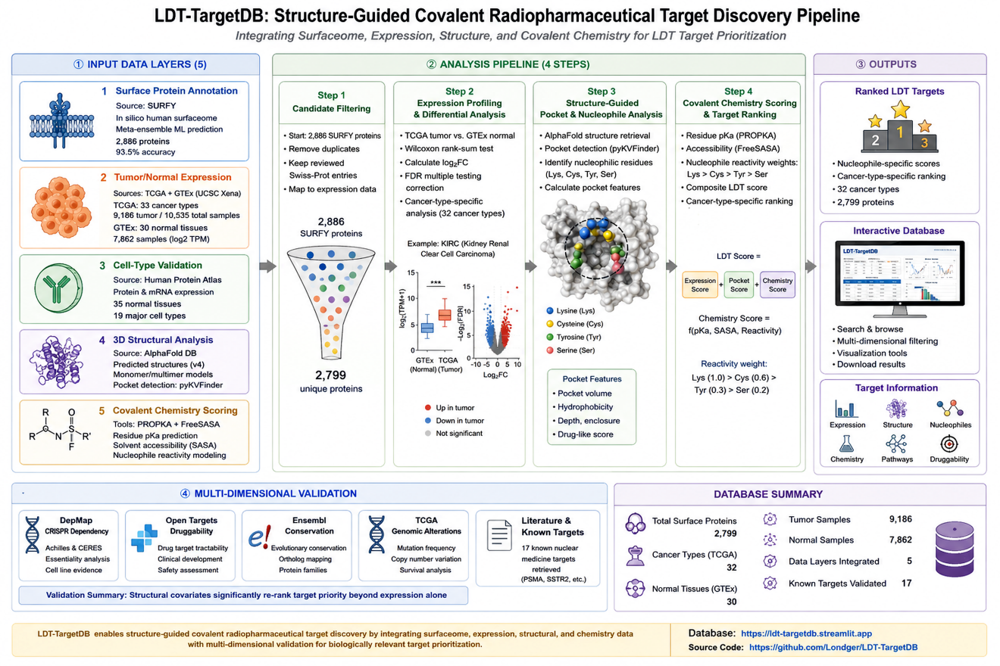 LDT-TargetDB: Structure-Guided Covalent Radiopharmaceutical Target Discovery Pipeline
Integrating Surfaceome, Expression, Structure, and Covalent Chemistry for LDT Target Prioritization
① INPUT DATA LAYERS (5)
1 Surface Protein Annotation
Source: SURFY
In silico human surfaceome
Meta-ensemble ML prediction
2,886 proteins
93.5% accuracy
2 Tumor/Normal Expression
Sources: TCGA + GTEx (UCSC Xena)
TCGA: 33 cancer types
9,186 tumor / 10,535 total samples
GTEx: 30 normal tissues
7,862 samples (log2 TPM)
3 Cell-Type Validation
Source: Human Protein Atlas
Protein & mRNA expression
35 normal tissues
19 major cell types
4 3D Structural Analysis
Source: AlphaFold DB
Predicted structures (v4)
Monomer/multimer models
Pocket detection: pyKVFinder
5 Covalent Chemistry Scoring
Tools: PROPKA + FreeSASA
Residue pKa prediction
Solvent accessibility (SASA)
Nucleophile reactivity modeling
R O
R N S R'
F
② ANALYSIS PIPELINE (4 STEPS)
Step 1
Candidate Filtering
• Start: 2,886 SURFY proteins
• Remove duplicates
• Keep reviewed
Swiss-Prot entries
• Map to expression data
2,886
SURFY proteins
2,799
unique proteins
Step 2
Expression Profiling
& Differential Analysis
• TCGA tumor vs. GTEx normal
• Wilcoxon rank-sum test
• Calculate log₂FC
• FDR multiple testing
correction
• Cancer-type-specific
analysis (32 cancer types)
Example: KIRC (Kidney Renal
Clear Cell Carcinoma)
log₂(TPM+1)
15
10
5
0
***
GTEx TCGA
(Normal) (Tumor)
−Log₂(FDR)
15
10
5
0
−10 −5 0 5 10
Log₂FC
Up in tumor
Down in tumor
Not significant
Step 3
Structure-Guided
Pocket & Nucleophile Analysis
• AlphaFold structure retrieval
• Pocket detection (pyKVFinder)
• Identify nucleophilic residues
(Lys, Cys, Tyr, Ser)
• Calculate pocket features
Lysine (Lys)
Cysteine (Cys)
Tyrosine (Tyr)
Serine (Ser)
Pocket Features
• Pocket volume
• Hydrophobicity
• Depth, enclosure
• Drug-like score
Step 4
Covalent Chemistry Scoring
& Target Ranking
• Residue pKa (PROPKA)
• Accessibility (FreeSASA)
• Nucleophile reactivity weights:
Lys > Cys > Tyr > Ser
• Composite LDT score
• Cancer-type-specific ranking
LDT Score =
Expression Score + Pocket Score + Chemistry Score
Chemistry Score =
f(pKa, SASA, Reactivity)
Reactivity weight:
Lys (1.0) > Cys (0.6) >
Tyr (0.3) > Ser (0.2)
③ OUTPUTS
Ranked LDT Targets
2 1 3
• Nucleophile-specific scores
• Cancer-type-specific ranking
• 32 cancer types
• 2,799 proteins
Interactive Database
LDT-TargetDB
• Search & browse
• Multi-dimensional filtering
• Visualization tools
• Download results
Target Information
Expression Structure Nucleophiles
Chemistry Pathways Druggability
④ MULTI-DIMENSIONAL VALIDATION
DepMap
CRISPR Dependency
Achilles & CERES
Essentiality analysis
Cell line evidence
Open Targets
Druggability
Drug target tractability
Clinical development
Safety assessment
e!
Ensembl
Conservation
Evolutionary conservation
Ortholog mapping
Protein families
TCGA
Genomic Alterations
Mutation frequency
Copy number variation
Survival analysis
Literature &
Known Targets
17 known nuclear
medicine targets
retrieved
(PSMA, SSTR2, etc.)
Validation Summary: Structural covariates significantly re-rank target priority beyond expression alone
DATABASE SUMMARY
Total Surface Proteins
2,799
Cancer Types (TCGA)
32
Normal Tissues (GTEx)
30
Tumor Samples 9,186
Normal Samples 7,862
Data Layers Integrated 5
Known Targets Validated 17
LDT-TargetDB enables structure-guided covalent radiopharmaceutical target discovery by integrating surfaceome, expression, structural, and chemistry data
with multi-dimensional validation for biologically relevant target prioritization.
Database: https://ldt-targetdb.streamlit.app
Source Code: https://github.com/Londger/LDT-TargetDB